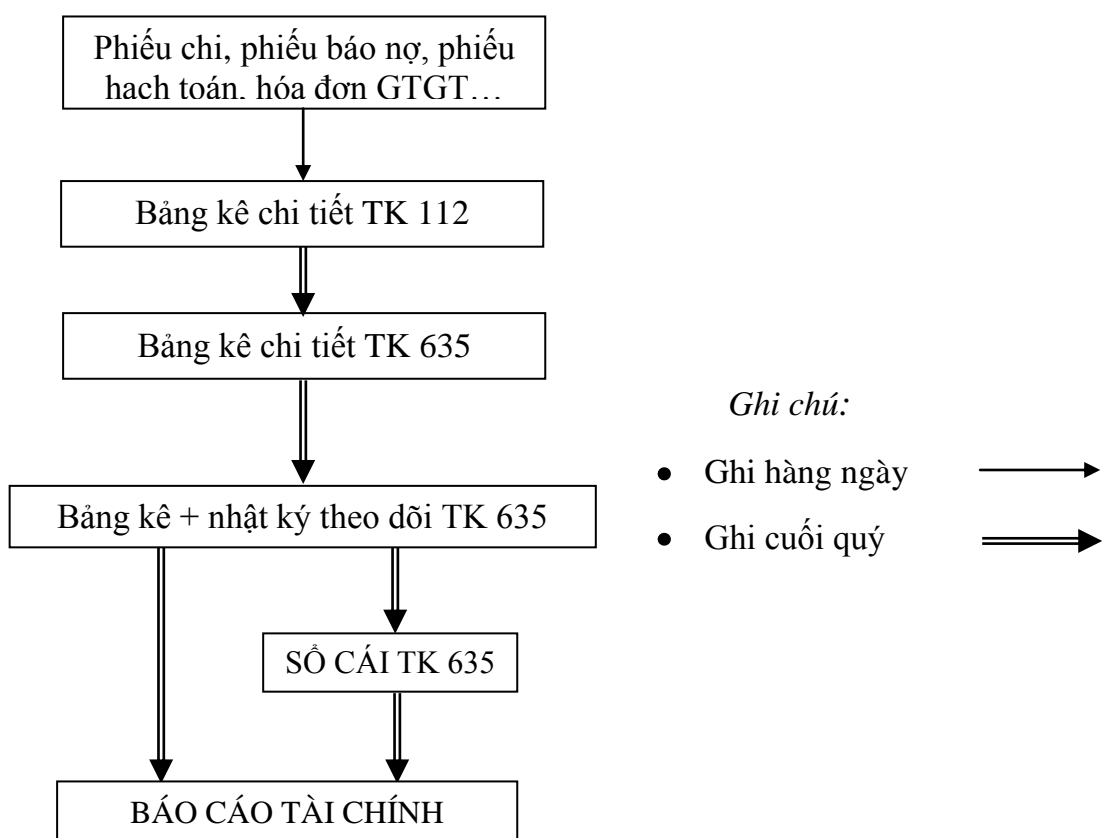 Phiếu chi, phiếu báo nợ, phiếu
hach toán, hóa đơn GTGT…
Bảng kê chi tiết TK 112
Bảng kê chi tiết TK 635
Bảng kê + nhật ký theo dõi TK 635
SỔ CÁI TK 635
BÁO CÁO TÀI CHÍNH
Ghi chú:
• Ghi hàng ngày
• Ghi cuối quý